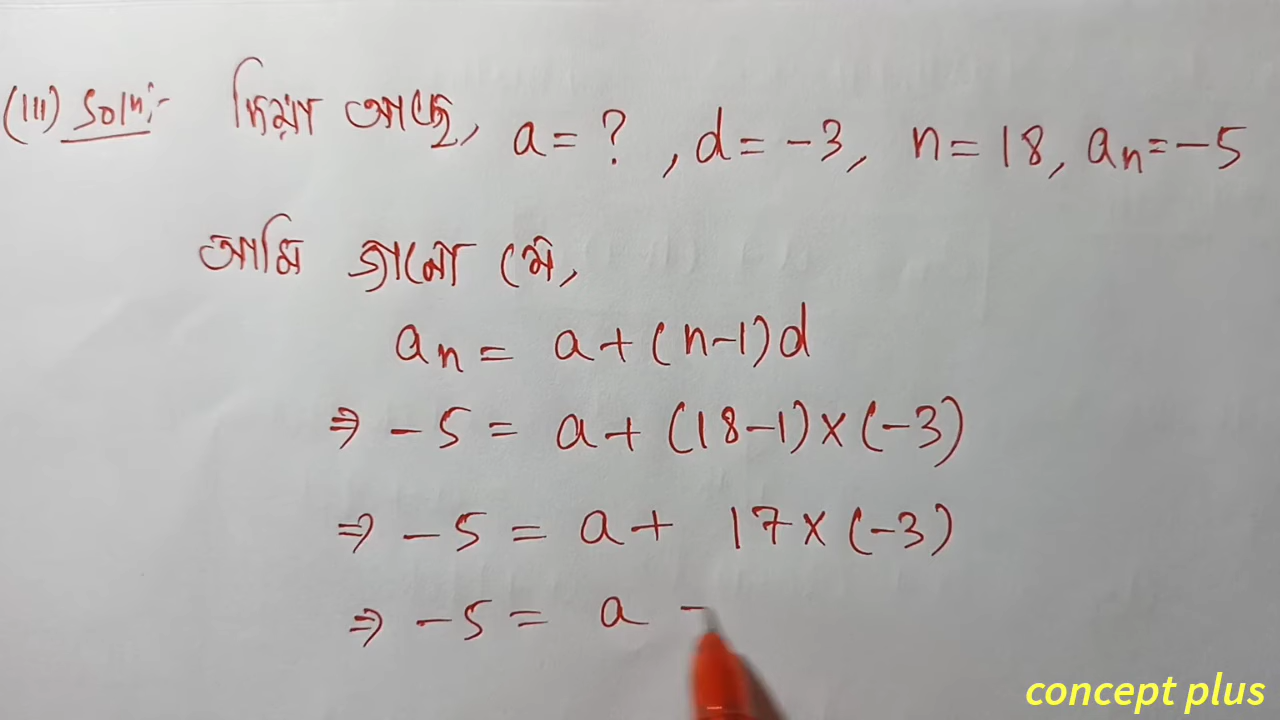 (iii) Soln:- দিয়া আছে, a = ?, d = -3, n = 18, an = -5
আমি জানো যে,
an = a + (n-1)d
⇒ -5 = a + (18-1) × (-3)
⇒ -5 = a + 17 × (-3)
⇒ -5 = a -
concept plus